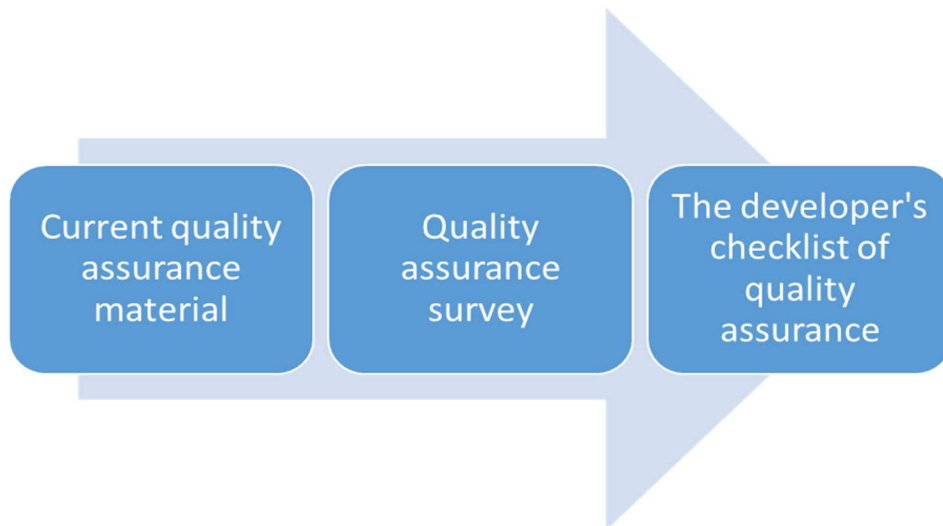 Current quality
assurance
material
Quality
assurance
survey
The developer's
checklist of
quality
assurance